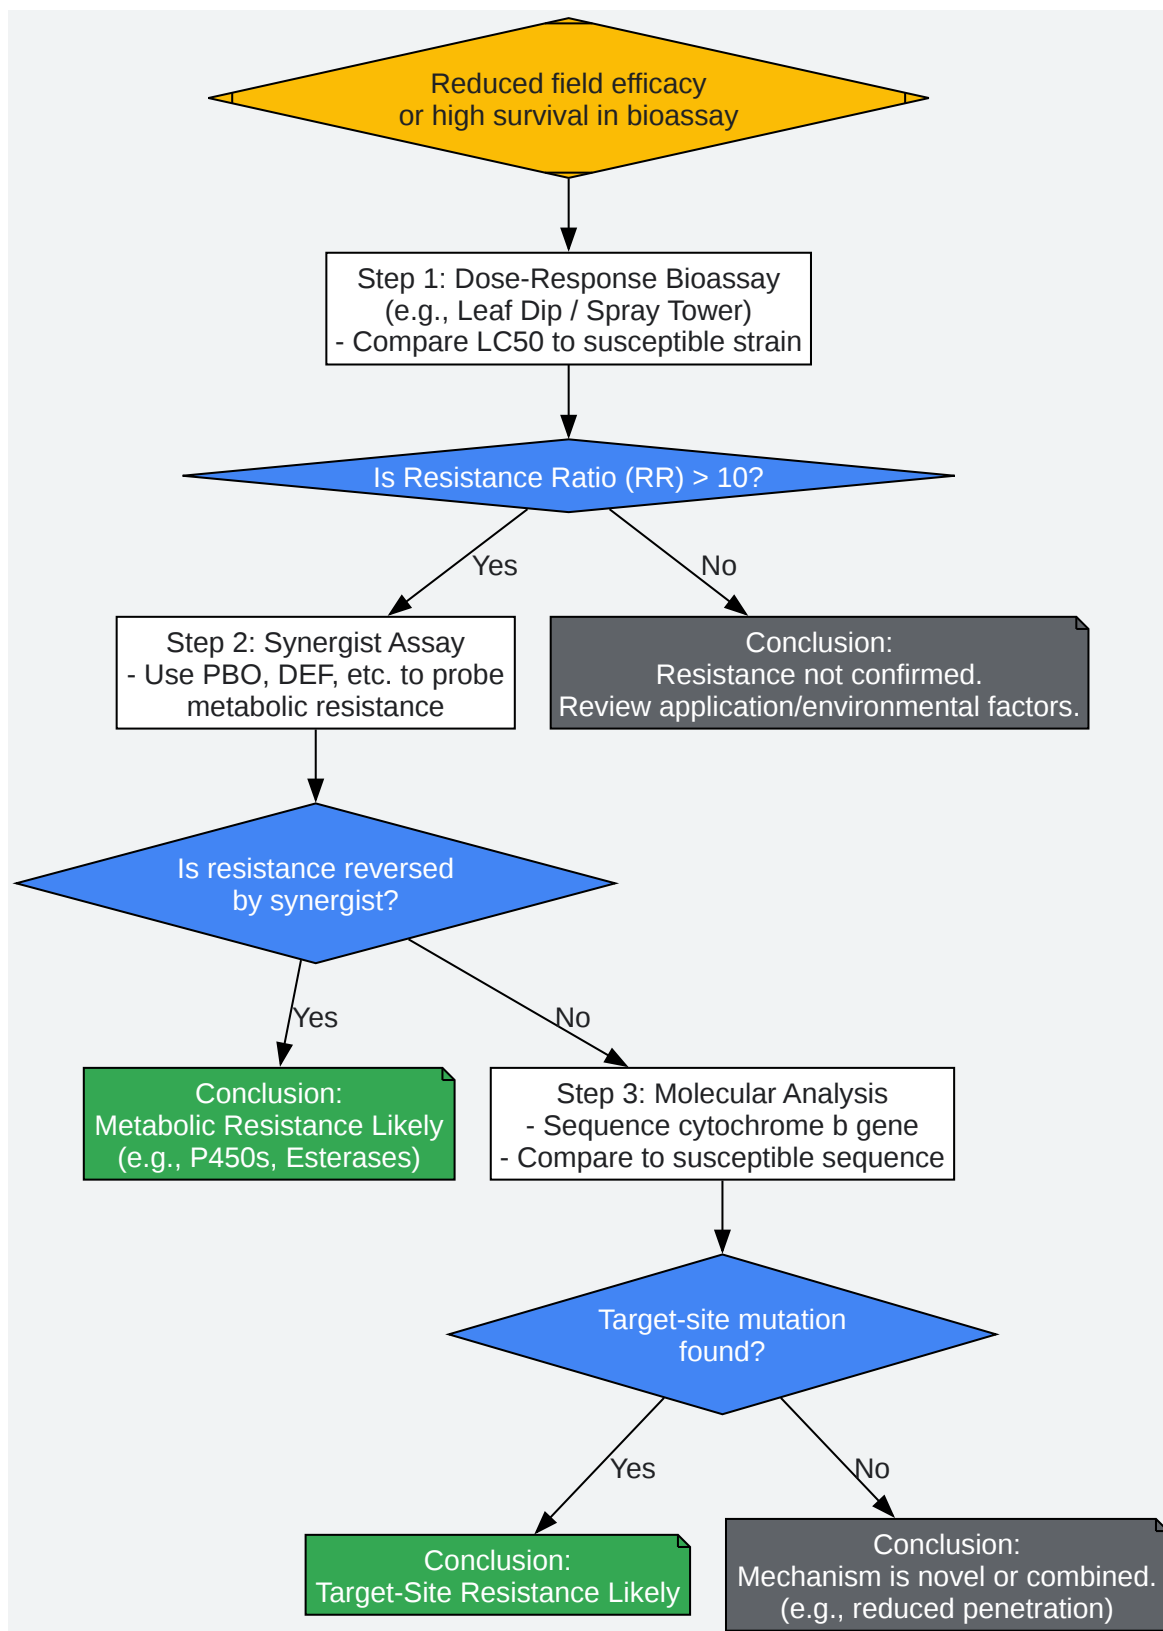 Reduced field efficacy
or high survival in bioassay
Step 1: Dose-Response Bioassay
(e.g., Leaf Dip / Spray Tower)
- Compare LC50 to susceptible strain
Is Resistance Ratio (RR) > 10?
Yes
No
Step 2: Synergist Assay
- Use PBO, DEF, etc. to probe
metabolic resistance
Conclusion:
Resistance not confirmed.
Review application/environmental factors.
Is resistance reversed
by synergist?
Yes
No
Conclusion:
Metabolic Resistance Likely
(e.g., P450s, Esterases)
Step 3: Molecular Analysis
- Sequence cytochrome b gene
- Compare to susceptible sequence
Target-site mutation
found?
Yes
No
Conclusion:
Target-Site Resistance Likely
Conclusion:
Mechanism is novel or combined.
(e.g., reduced penetration)